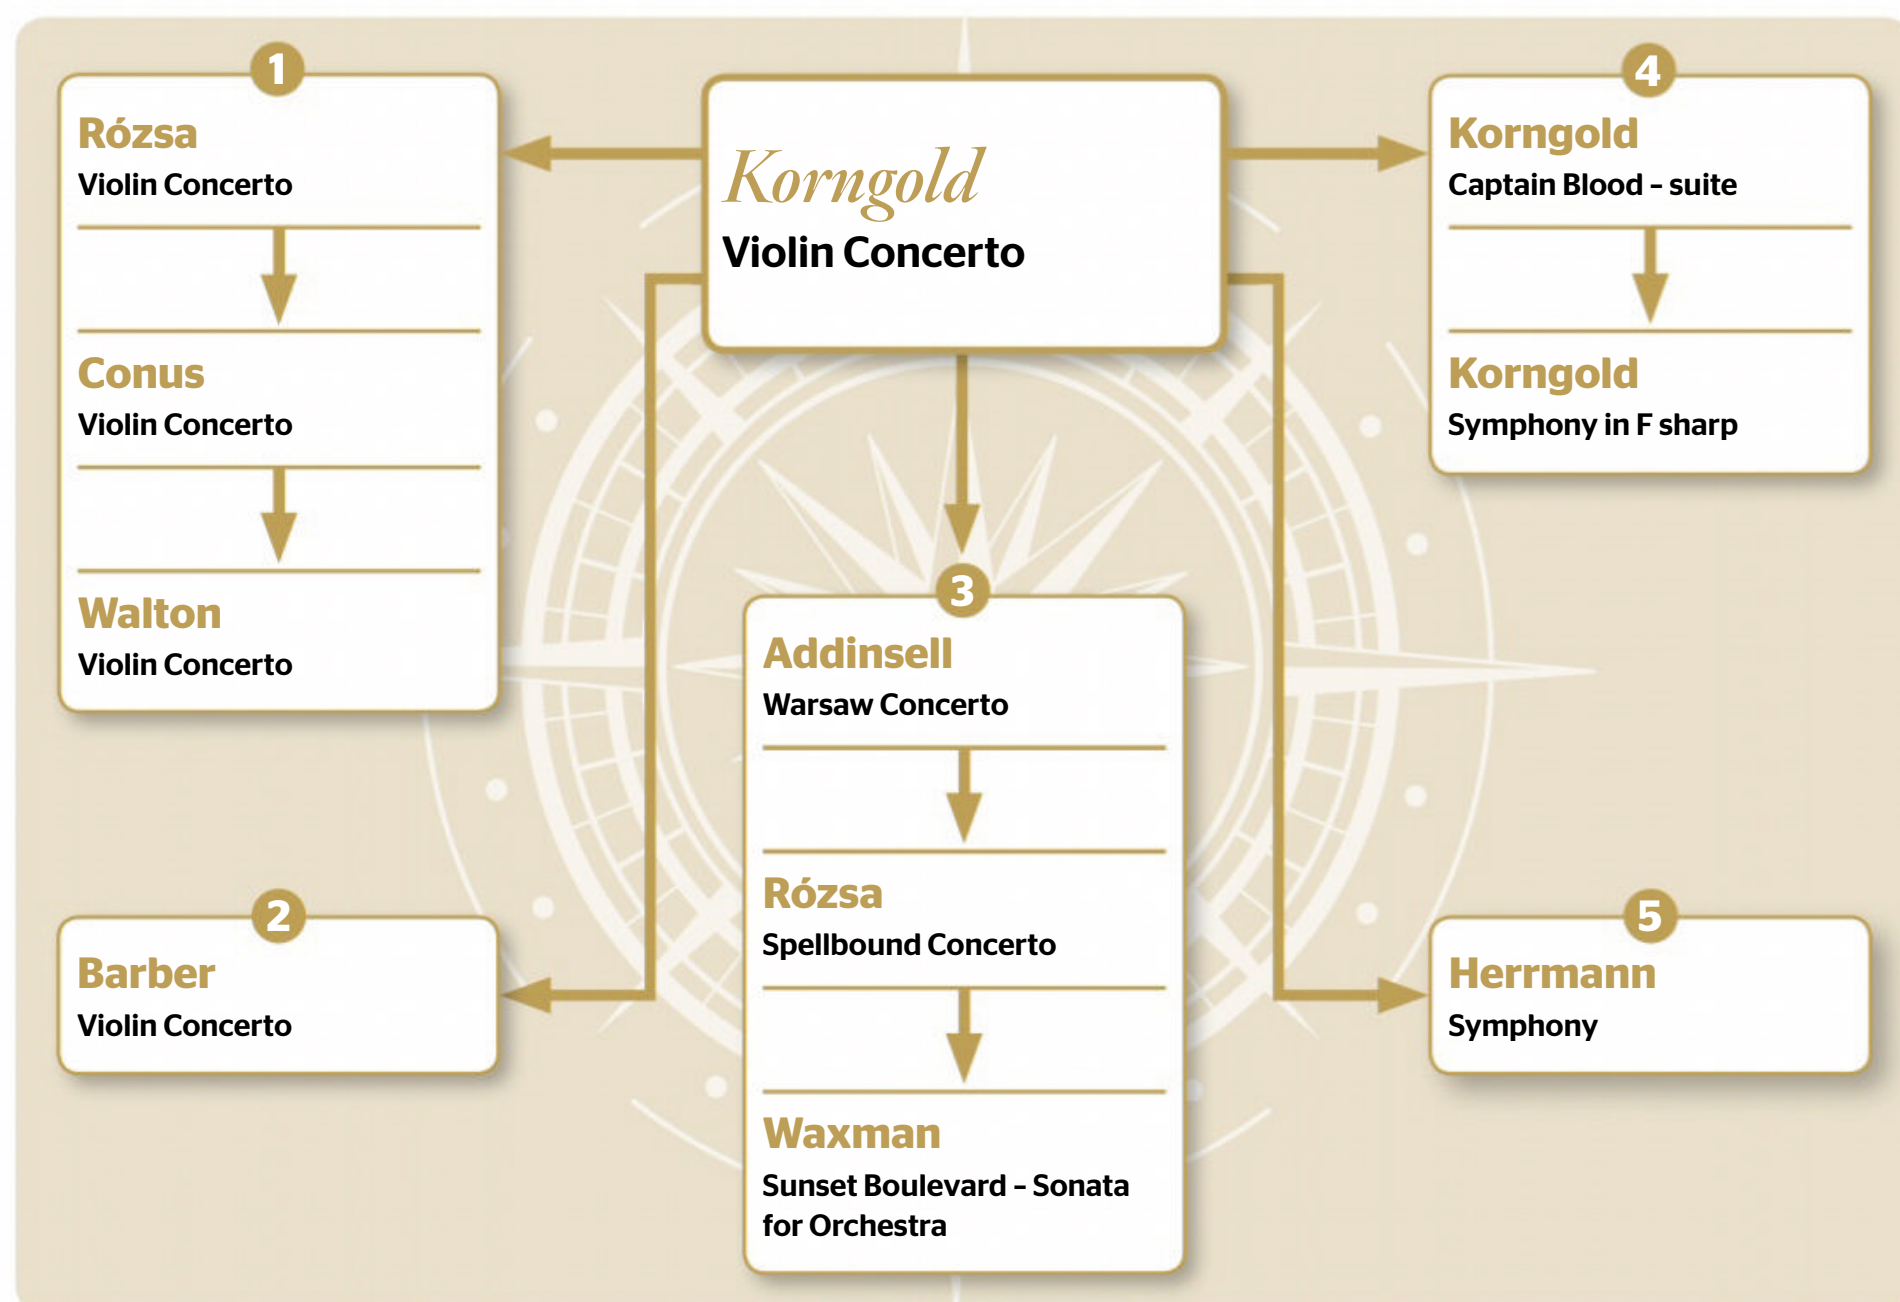 Korngold
Violin Concerto
1
Rózsa
Violin Concerto
Conus
Violin Concerto
Walton
Violin Concerto
2
Barber
Violin Concerto
3
Addinsell
Warsaw Concerto
Rózsa
Spellbound Concerto
Waxman
Sunset Boulevard – Sonata
for Orchestra
4
Korngold
Captain Blood – suite
Korngold
Symphony in F sharp
5
Herrmann
Symphony